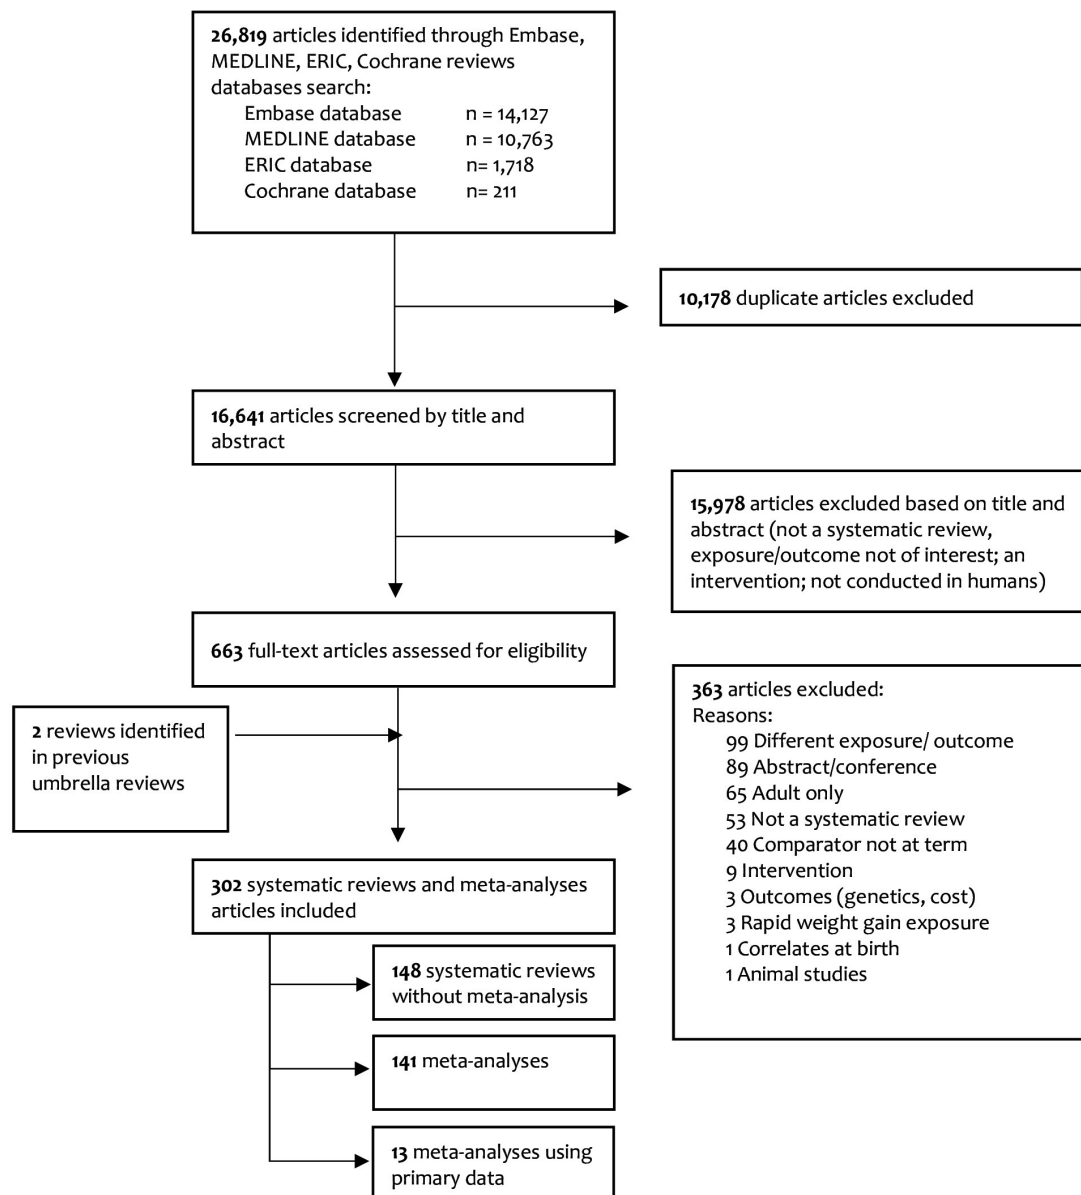 26,819 articles identified through Embase,
MEDLINE, ERIC, Cochrane reviews
databases search:
Embase database n = 14,127
MEDLINE database n = 10,763
ERIC database n= 1,718
Cochrane database n= 211
10,178 duplicate articles excluded
16,641 articles screened by title and
abstract
15,978 articles excluded based on title and
abstract (not a systematic review,
exposure/outcome not of interest; an
intervention; not conducted in humans)
663 full-text articles assessed for eligibility
2 reviews identified
in previous
umbrella reviews
363 articles excluded:
Reasons:
99 Different exposure/ outcome
89 Abstract/conference
65 Adult only
53 Not a systematic review
40 Comparator not at term
9 Intervention
3 Outcomes (genetics, cost)
3 Rapid weight gain exposure
1 Correlates at birth
1 Animal studies
302 systematic reviews and meta-analyses
articles included
148 systematic reviews
without meta-analysis
141 meta-analyses
13 meta-analyses using
primary data